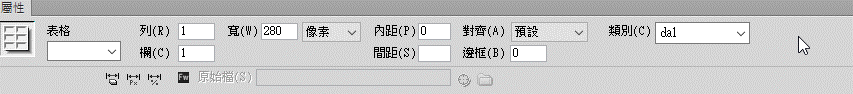 屬性
表格 列(R) 1 寬(W) 280 像素 內距(P) 0 對齊(A) 預設 類別(C) da1
欄(C) 1 間距(S) 邊框(B) 0
Fw 原始檔(S)